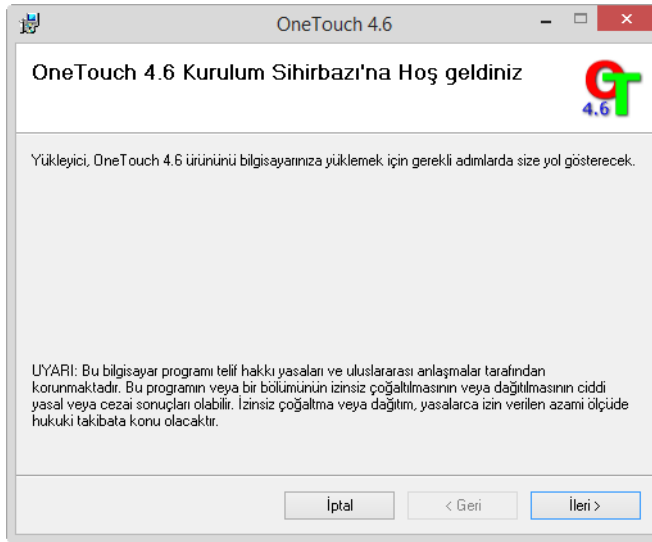 OneTouch 4.6
OneTouch 4.6 Kurulum Sihirbazı'na Hoş geldiniz
OT
4.6
Yükleyici, OneTouch 4.6 ürününü bilgisayarınıza yüklemek için gerekli adımlarda size yol gösterecek.
UYARI: Bu bilgisayar programı telif hakkı yasaları ve uluslararası anlaşmalar tarafından
korunmaktadır. Bu programın veya bir bölümünün izinsiz çoğaltılmasının veya dağıtılmasının ciddi
yasal veya cezai sonuçları olabilir. İzinsiz çoğaltma veya dağıtım, yasalarca izin verilen azami ölçüde
hukuki takibata konu olacaktır.
İptal
< Geri
İleri >